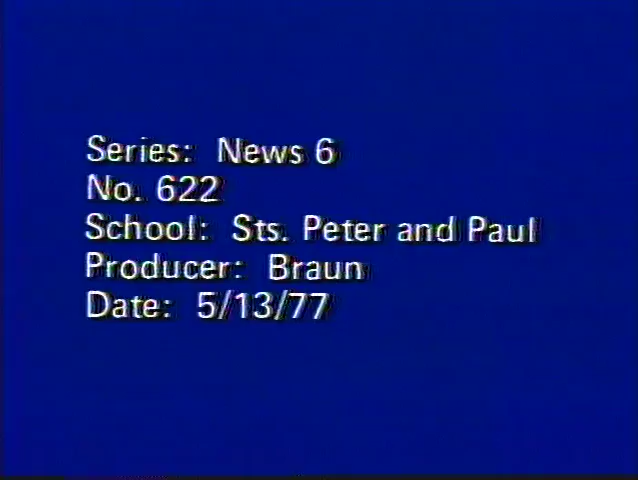 Series: News 6
No. 622
School: Sts. Peter and Paul
Producer: Braun
Date: 5/13/77